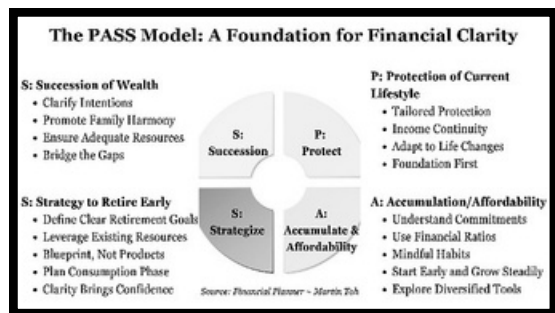 The PASS Model: A Foundation for Financial Clarity
S: Succession of Wealth
• Clarify Intentions
• Promote Family Harmony
• Ensure Adequate Resources
• Bridge the Gaps
P: Protection of Current
Lifestyle
• Tailored Protection
• Income Continuity
• Adapt to Life Changes
• Foundation First
S:
Succession
P:
Protect
S: Strategy to Retire Early
• Define Clear Retirement Goals
• Leverage Existing Resources
• Blueprint, Not Products
• Plan Consumption Phase
• Clarity Brings Confidence
S:
Strategize
A:
Accumulate &
Affordability
A: Accumulation/Affordability
• Understand Commitments
• Use Financial Ratios
• Mindful Habits
• Start Early and Grow Steadily
• Explore Diversified Tools
Source: Financial Planner ~ Martin Toh